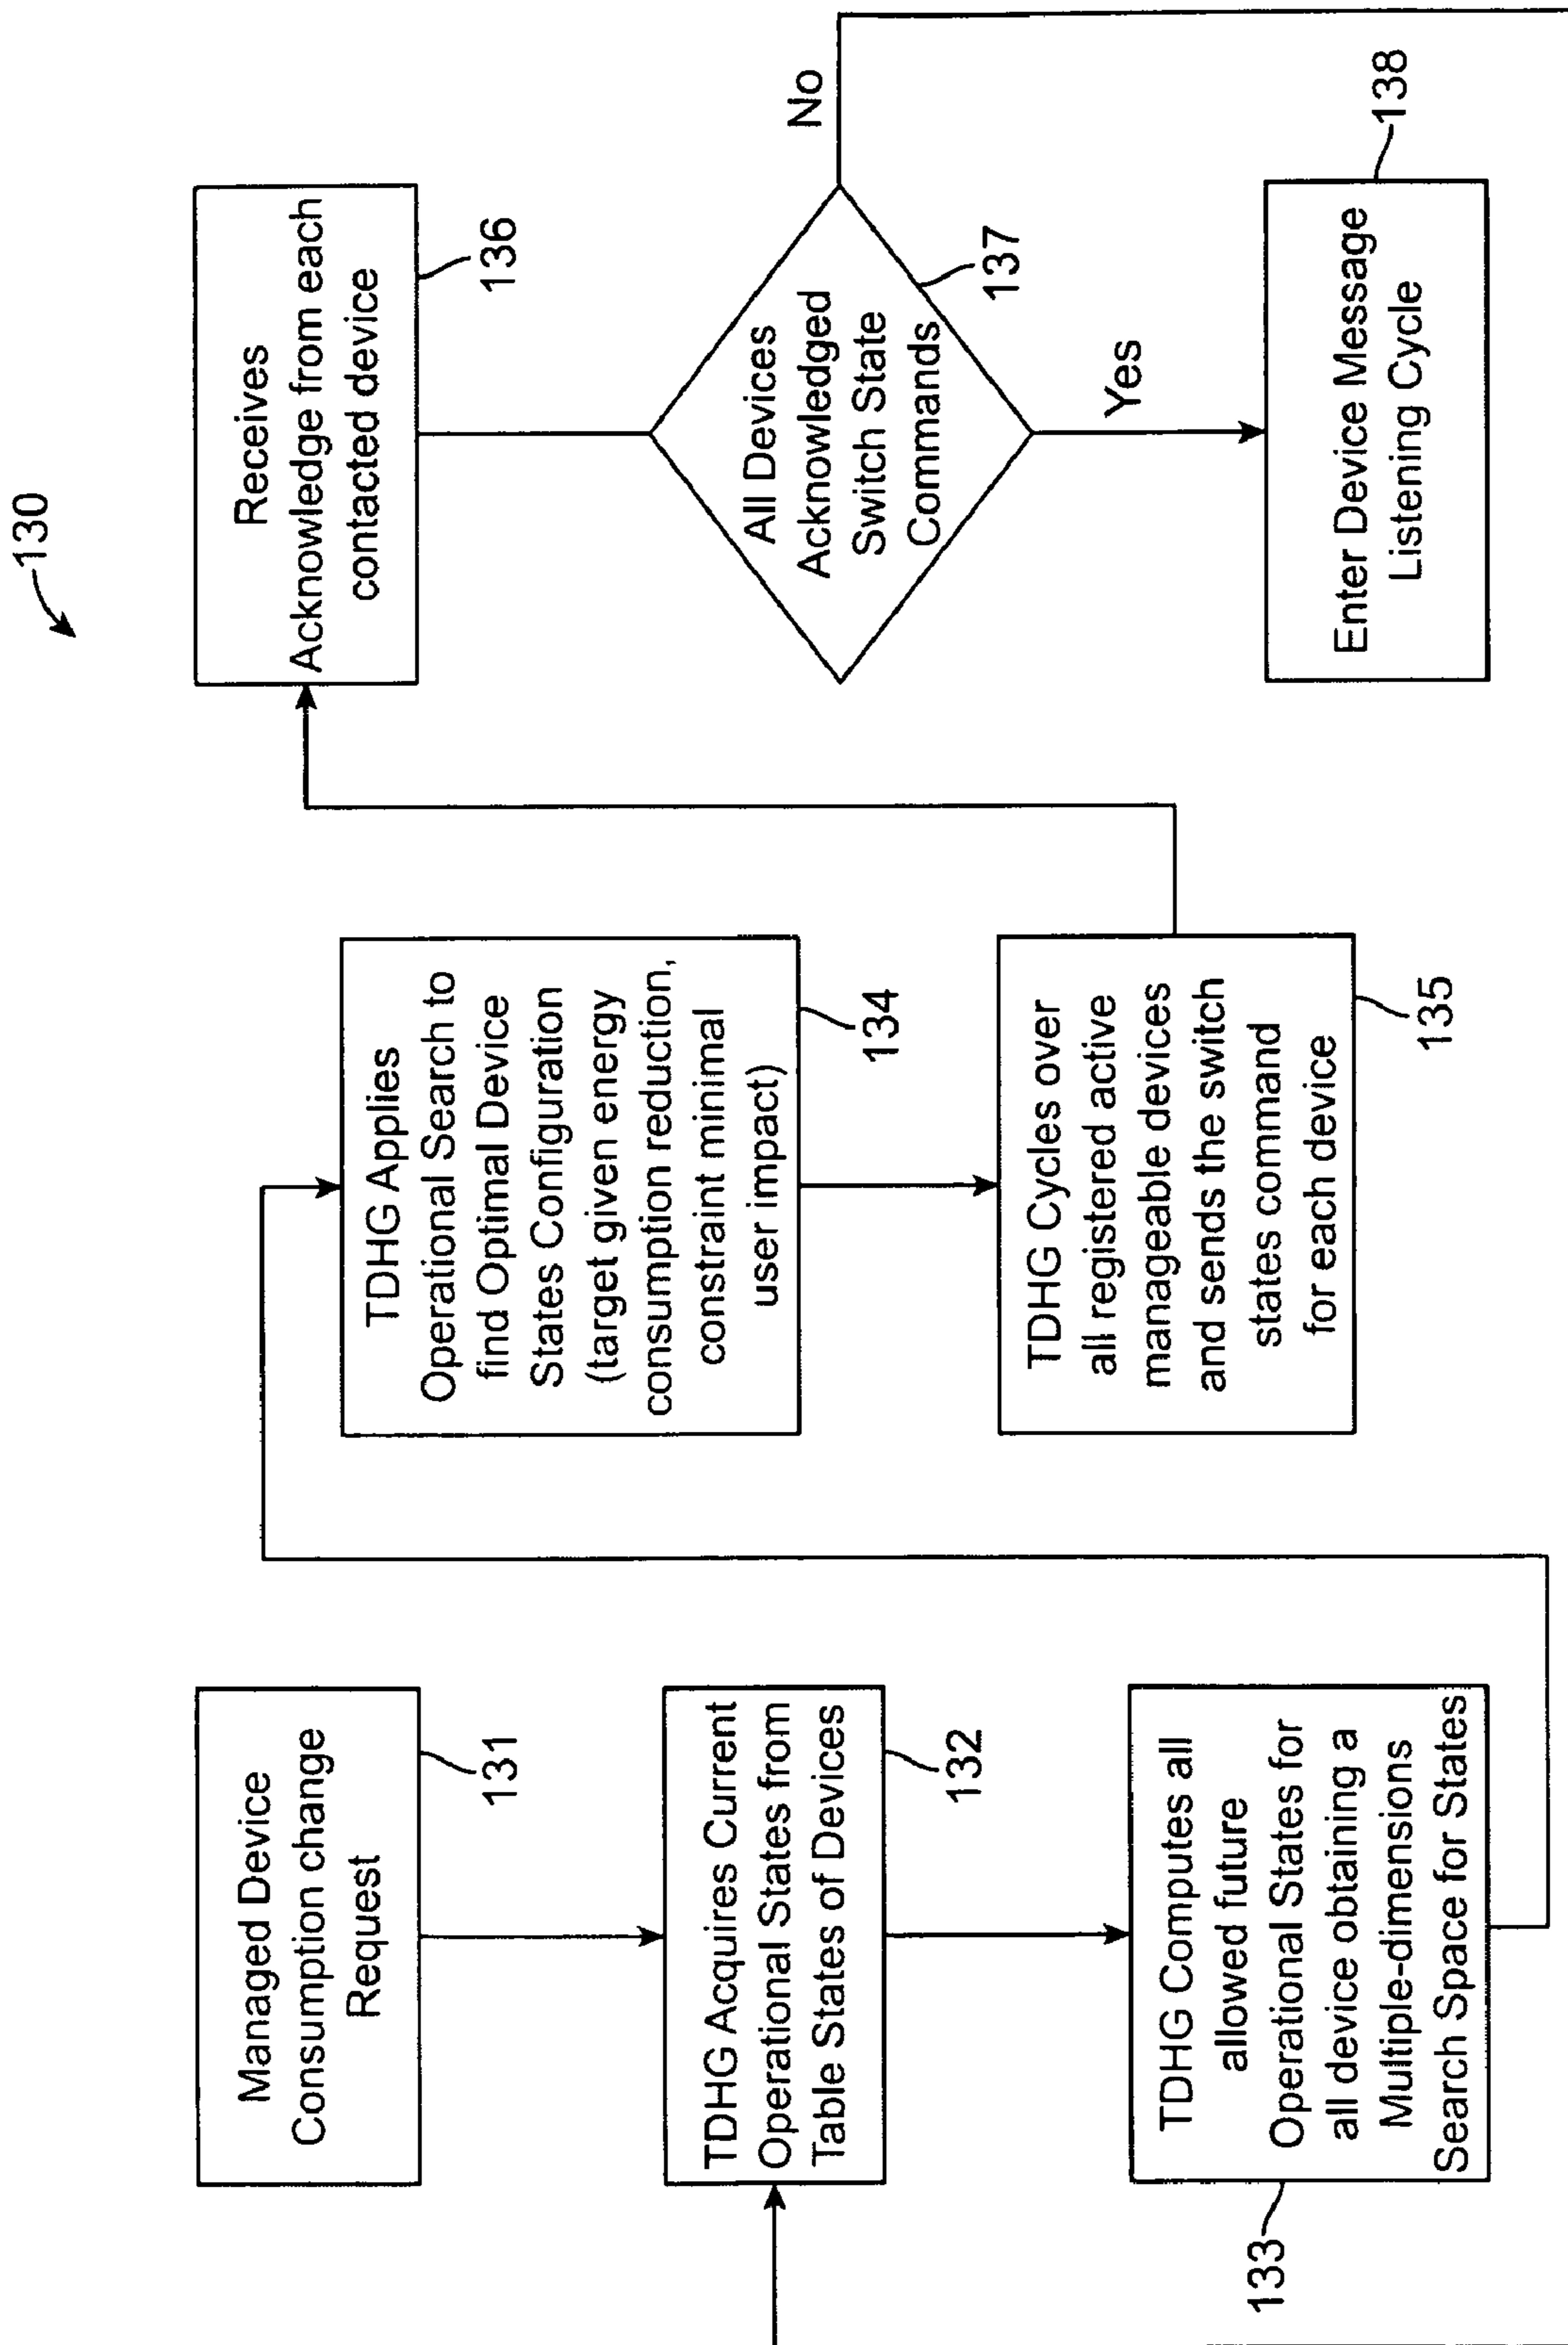 130
Managed Device
Consumption change
Request
131
TDHG Acquires Current
Operational States from
Table States of Devices
132
TDHG Computes all
allowed future
Operational States for
all device obtaining a
Multiple-dimensions
Search Space for States
133
TDHG Applies
Operational Search to
find Optimal Device
States Configuration
(target given energy
consumption reduction,
constraint minimal
user impact)
134
TDHG Cycles over
all registered active
manageable devices
and sends the switch
states command
for each device
135
Receives
Acknowledge from each
contacted device
136
All Devices
Acknowledged
Switch State
Commands
137
No
Yes
Enter Device Message
Listening Cycle
138